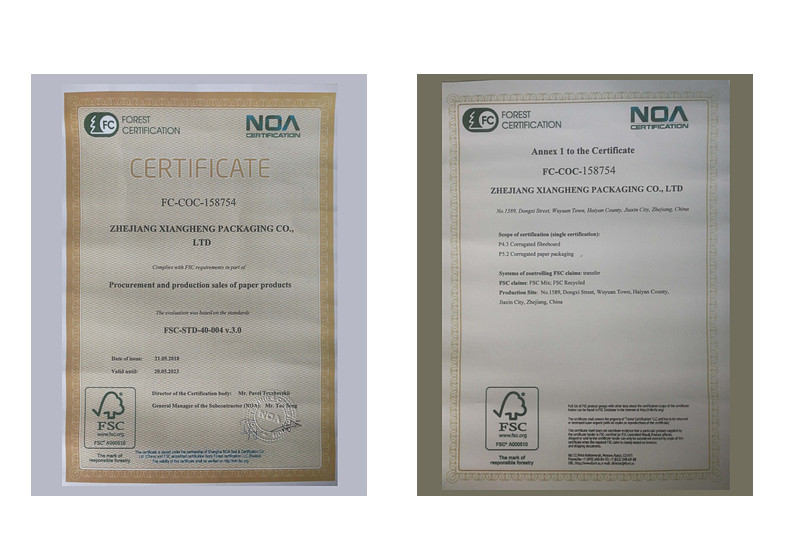 FC
FOREST
CERTIFICATION
NOA
CERTIFICATION
CERTIFICATE
FC-COC-158754
ZHEJIANG XIANGHENG PACKAGING CO.,
LTD
Complies with FSC requirements in part of
Procurement and production sales of paper products
The evaluation was based on the standards
FSC-STD-40-004 v.3.0
Date of issue: 21.05.2018
Valid until: 20.05.2023
Director of the Certification body: Mr. Pavel
General Manager of the Subcontractor (NOA): Mr. Tao
NOA
FSC
www.fsc.org
FSC® A000510
The mark of
responsible forestry
FC
FOREST
CERTIFICATION
NOA
CERTIFICATION
Annex 1 to the Certificate
FC-COC-158754
ZHEJIANG XIANGHENG PACKAGING CO., LTD
No.1589, Dongxi Street, Wuyuan Town, Haiyan County, Jiaxin City, Zhejiang, China
Scope of certification (single certification):
P4.3 Corrugated fibreboard
P5.2 Corrugated paper packaging
Systems of controlling FSC claims: transfer
FSC claims: FSC Mix; FSC Recycled
Production Site: No.1589, Dongxi Street, Wuyuan Town, Haiyan County,
Jiaxin City, Zhejiang, China
FSC
www.fsc.org
FSC® A000510
The mark of
responsible forestry